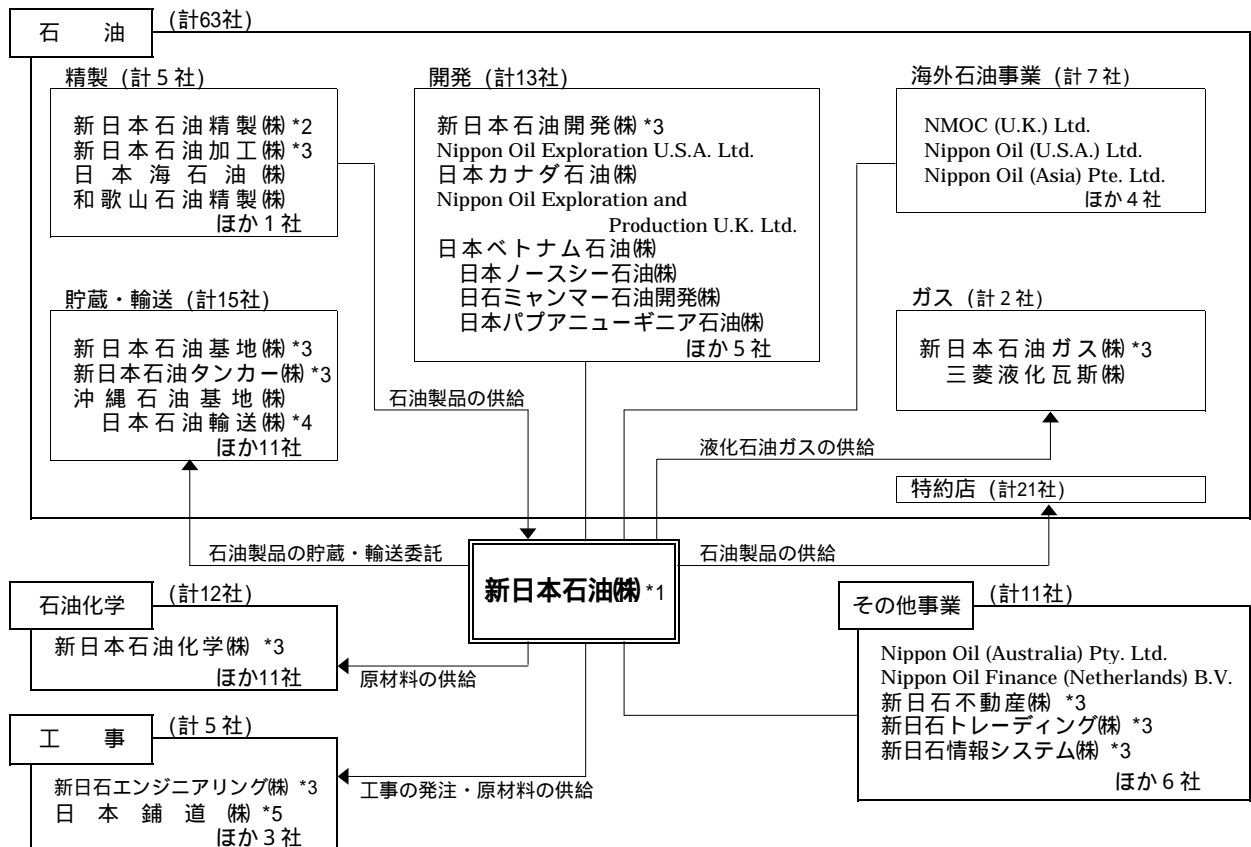 石　油
(計63社)
精製 (計５社)
新日本石油精製㈱ *2
新日本石油加工㈱ *3
日本海石油㈱
和歌山石油精製㈱
ほか１社
開発 (計13社)
新日本石油開発㈱ *3
Nippon Oil Exploration U.S.A. Ltd.
日本カナダ石油㈱
Nippon Oil Exploration and
Production U.K. Ltd.
日本ベトナム石油㈱
日本ノースシー石油㈱
日石ミャンマー石油開発㈱
日本パプアニューギニア石油㈱
ほか５社
海外石油事業 (計７社)
NMOC (U.K.) Ltd.
Nippon Oil (U.S.A.) Ltd.
Nippon Oil (Asia) Pte. Ltd.
ほか４社
貯蔵・輸送 (計15社)
新日本石油基地㈱ *3
新日本石油タンカー㈱ *3
沖縄石油基地㈱
日本石油輸送㈱ *4
ほか11社
ガス (計２社)
新日本石油ガス㈱ *3
三菱液化瓦斯㈱
石油製品の供給
液化石油ガスの供給
特約店 (計21社)
石油製品の貯蔵・輸送委託
石油製品の供給
新日本石油㈱ *1
石油化学
(計12社)
新日本石油化学㈱ *3
ほか11社
原材料の供給
その他事業
(計11社)
Nippon Oil (Australia) Pty. Ltd.
Nippon Oil Finance (Netherlands) B.V.
新日石不動産㈱ *3
新日石トレーディング㈱ *3
新日石情報システム㈱ *3
ほか６社
工　事
(計５社)
新日石エンジニアリング㈱ *3
日本鋪道㈱ *5
ほか３社
工事の発注・原材料の供給